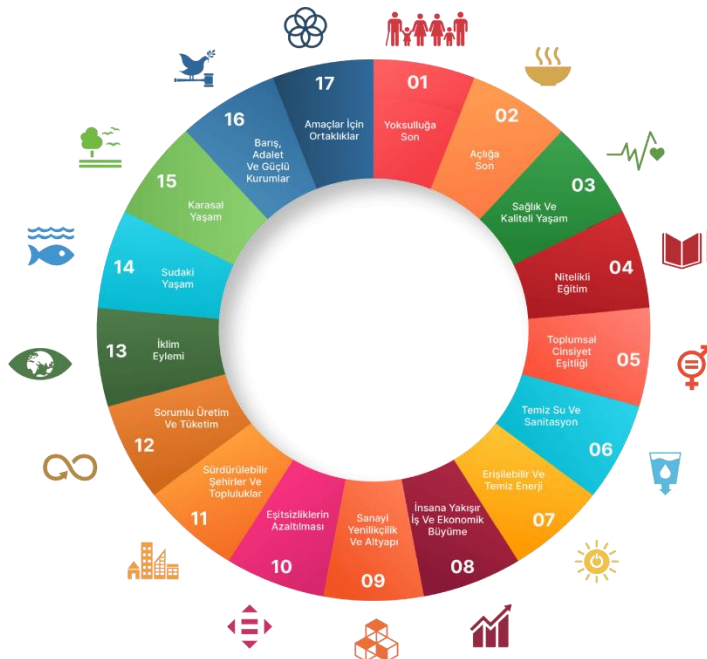 01
Yoksulluğa
Son
02
Açlığa
Son
03
Sağlık Ve
Kaliteli Yaşam
04
Nitelikli
Eğitim
05
Toplumsal
Cinsiyet
Eşitliği
06
Temiz Su Ve
Sanitasyon
07
Erişilebilir Ve
Temiz Enerji
08
İnsana Yakışır
İş Ve Ekonomik
Büyüme
09
Sanayi
Yenilikçilik
Ve Altyapı
10
Eşitsizliklerin
Azaltılması
11
Sürdürülebilir
Şehirler Ve
Topluluklar
12
Sorumlu Üretim
Ve Tüketim
13
İklim
Eylemi
14
Sudaki
Yaşam
15
Karasal
Yaşam
16
Barış,
Adalet
Ve Güçlü
Kurumlar
17
Amaçlar İçin
Ortaklıklar